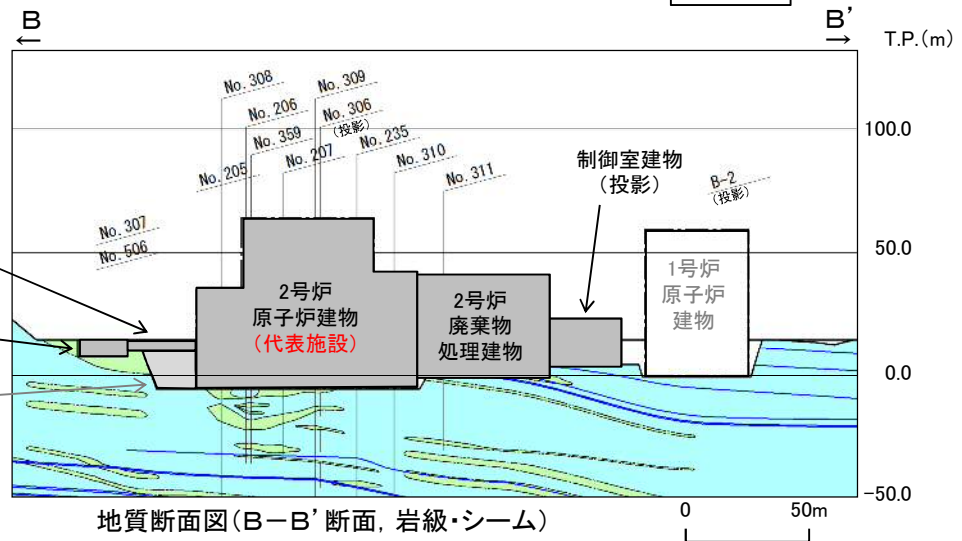 B
B’
T.P.(m)
No. 308
No. 309
No. 206
No. 306
(投影)
No. 359
No. 235
100.0
No. 205
No. 207
No. 310
No. 311
制御室建物
(投影)
B-2
(投影)
No. 307
No. 506
50.0
2号炉
原子炉建物
(代表施設)
2号炉
廃棄物
処理建物
1号炉
原子炉
建物
0.0
-50.0
地質断面図(B-B’断面, 岩級・シーム)
0
50m